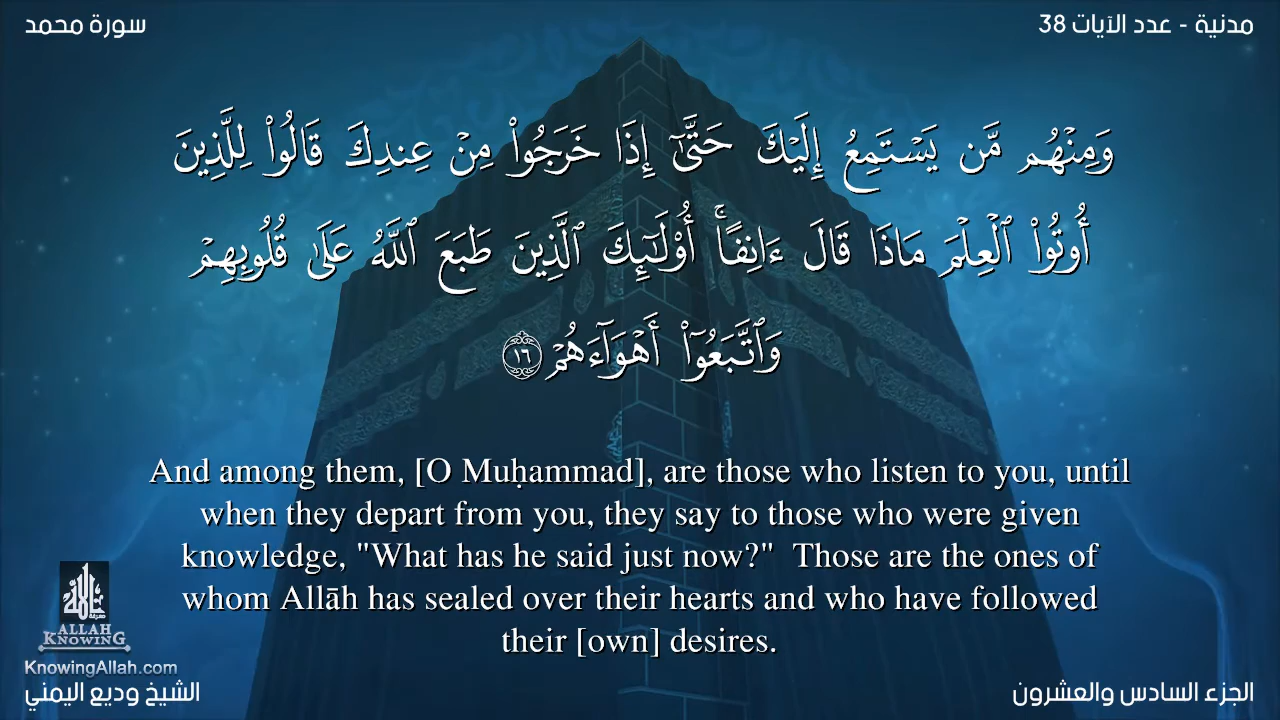 سورة محمد
مدنية - عدد الآيات 38
وَمِنْهُم مَّن يَسْتَمِعُ إِلَيْكَ حَتَّىٰٓ إِذَا خَرَجُوا۟ مِنْ عِندِكَ قَالُوا۟ لِلَّذِينَ
أُوتُوا۟ ٱلْعِلْمَ مَاذَا قَالَ ءَانِفًا ۚ أُو۟لَـٰٓئِكَ ٱلَّذِينَ طَبَعَ ٱللَّهُ عَلَىٰ قُلُوبِهِمْ
وَٱتَّبَعُوٓا۟ أَهْوَآءَهُمْ ١٦
And among them, [O Muḥammad], are those who listen to you, until
when they depart from you, they say to those who were given
knowledge, "What has he said just now?"  Those are the ones of
whom Allāh has sealed over their hearts and who have followed
their [own] desires.
ALLAH
KNOWING
KnowingAllah.com
الشيخ وديع اليمني
الجزء السادس والعشرون